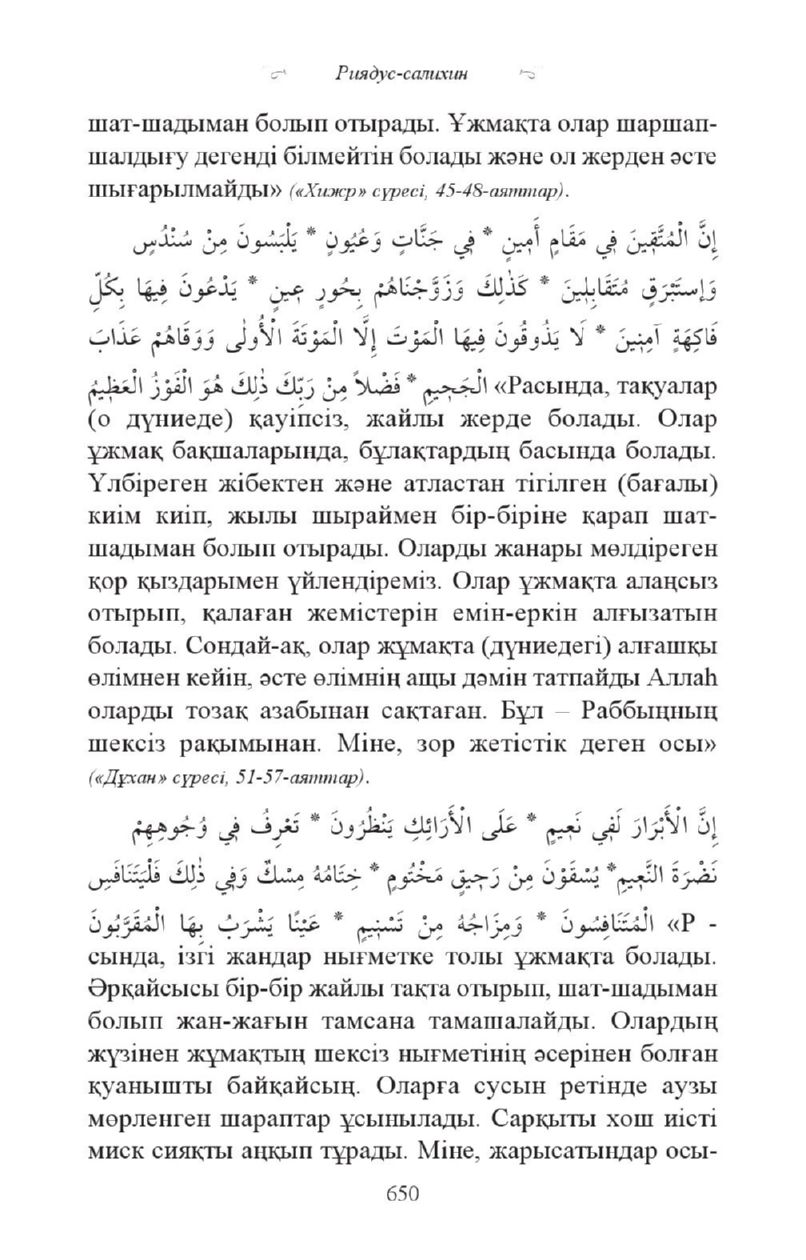 Риядус-салихин
шат-шадыман болып отырады. Ұжмақта олар шаршап-
шалдығу дегенді білмейтін болады және ол жерден әсте
шығарылмайды» («Хижр» сүресі, 45-48-аяттар).
إِنَّ الْمُتَّقِينَ فِي مَقَامٍ أَمِينٍ * فِي جَنَّاتٍ وَعُيُونٍ * يَلْبَسُونَ مِنْ سُنْدُسٍ
وَإِستَبْرَقٍ مُتَقَابِلِينَ * كَذَٰلِكَ وَزَوَّجْنَاهُمْ بِحُورٍ عِينٍ * يَدْعُونَ فِيهَا بِكُلِّ
فَاكِهَةٍ آمِنِينَ * لَا يَذُوقُونَ فِيهَا الْمَوْتَ إِلَّا الْمَوْتَةَ الْأُولَٰى وَوَقَاهُمْ عَذَابَ
الْجَحِيمِ * فَضْلاً مِنْ رَبِّكَ ذَٰلِكَ هُوَ الْفَوْزُ الْعَظِيمُ «Расында, тақуалар
(о дүниеде) қауіпсіз, жайлы жерде болады. Олар
ұжмақ бақшаларында, бұлақтардың басында болады.
Үлбіреген жібектен және атластан тігілген (бағалы)
киім киіп, жылы шыраймен бір-біріне қарап шат-
шадыман болып отырады. Оларды жанары мөлдіреген
қор қыздарымен үйлендіреміз. Олар ұжмақта алаңсыз
отырып, қалаған жемістерін емін-еркін алғызатын
болады. Сондай-ақ, олар жұмақта (дүниедегі) алғашқы
өлімнен кейін, әсте өлімнің ащы дәмін татпайды Аллаһ
оларды тозақ азабынан сақтаған. Бұл – Раббыңның
шексіз рақымынан. Міне, зор жетістік деген осы»
(«Дұхан» сүресі, 51-57-аяттар).
إِنَّ الْأَبْرَارَ لَفِي نَعِيمٍ * عَلَى الْأَرَائِكِ يَنْظُرُونَ * تَعْرِفُ فِي وُجُوهِهِمْ
نَضْرَةَ النَّعِيمِ* يُسْقَوْنَ مِنْ رَحِيقٍ مَخْتُومٍ * خِتَامُهُ مِسْكٌ وَفِي ذَٰلِكَ فَلْيَتَنَافَسِ
الْمُتَنَافِسُونَ * وَمِزَاجُهُ مِنْ تَسْنِيمٍ * عَيْنًا يَشْرَبُ بِهَا الْمُقَرَّبُونَ «Р -
сында, ізгі жандар нығметке толы ұжмақта болады.
Әрқайсысы бір-бір жайлы тақта отырып, шат-шадыман
болып жан-жағын тамсана тамашалайды. Олардың
жүзінен жұмақтың шексіз нығметінің әсерінен болған
қуанышты байқайсың. Оларға сусын ретінде аузы
мөрленген шараптар ұсынылады. Сарқыты хош иісті
миск сияқты аңқып тұрады. Міне, жарысатындар осы-
650